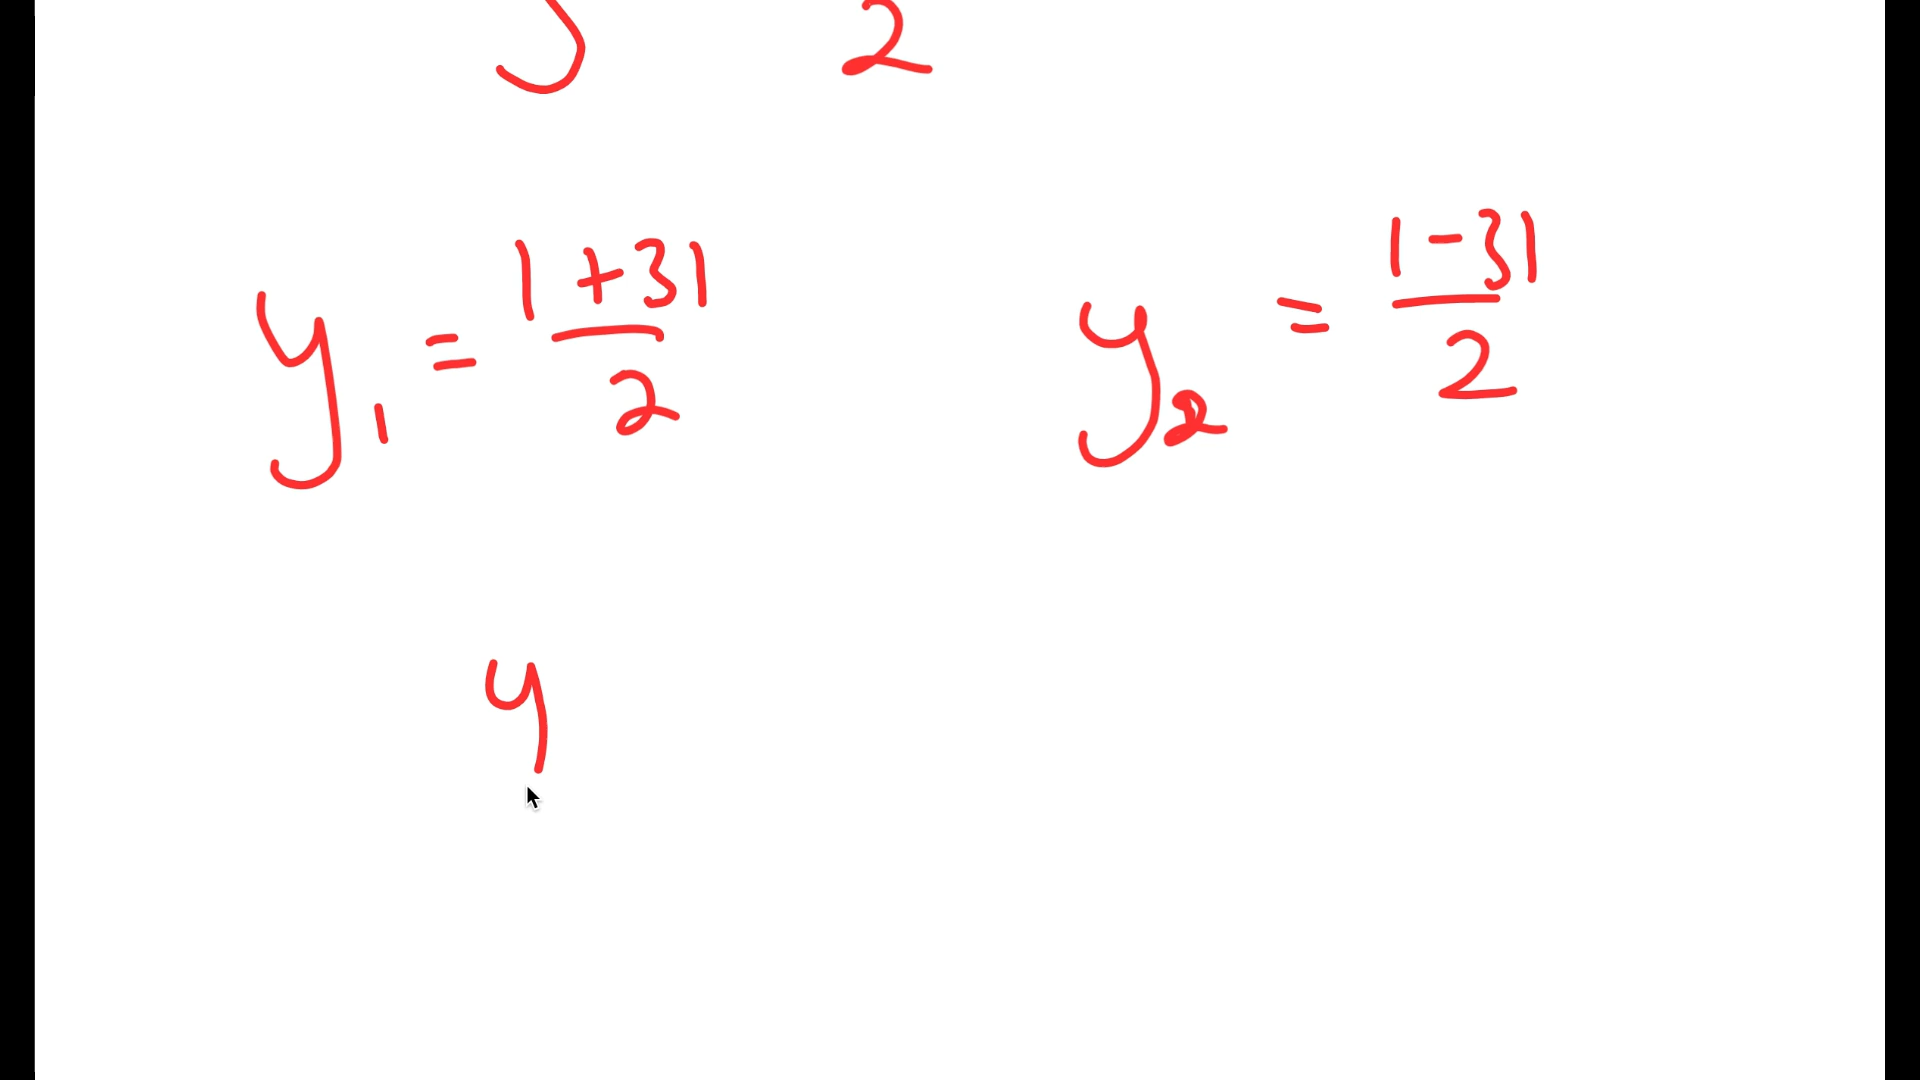 2
y₁ = (1 + 31)/2
y₂ = (1 - 31)/2
y